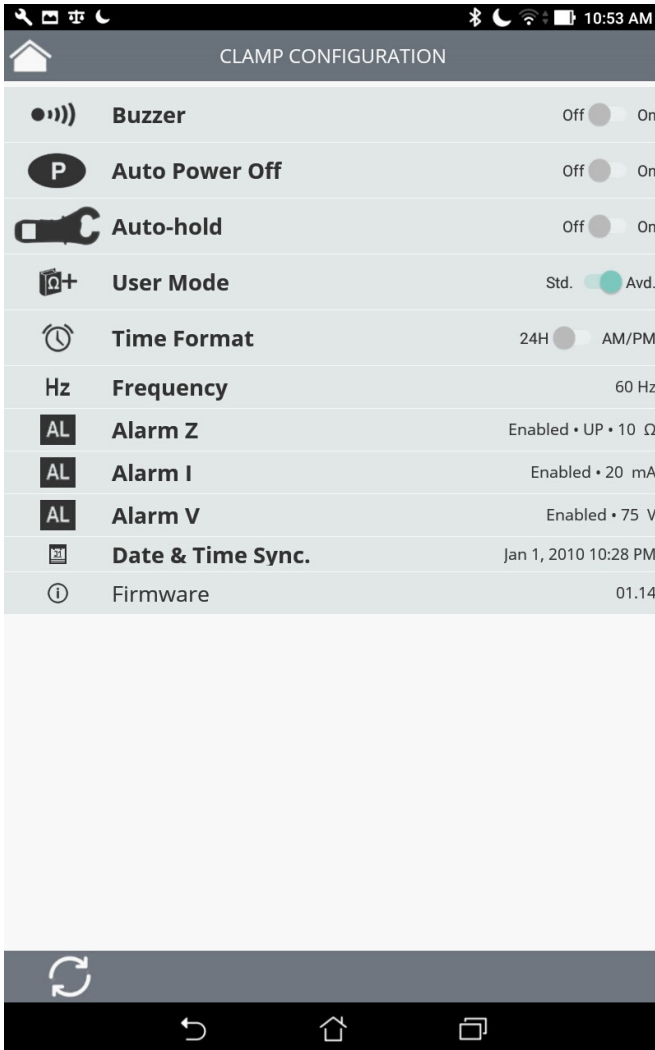 10:53 AM
CLAMP CONFIGURATION
Buzzer Off On
P Auto Power Off Off On
Auto-hold Off On
Ω+ User Mode Std. Avd.
Time Format 24H AM/PM
Hz Frequency 60 Hz
AL Alarm Z Enabled • UP • 10 Ω
AL Alarm I Enabled • 20 mA
AL Alarm V Enabled • 75 V
31 Date & Time Sync. Jan 1, 2010 10:28 PM
i Firmware 01.14